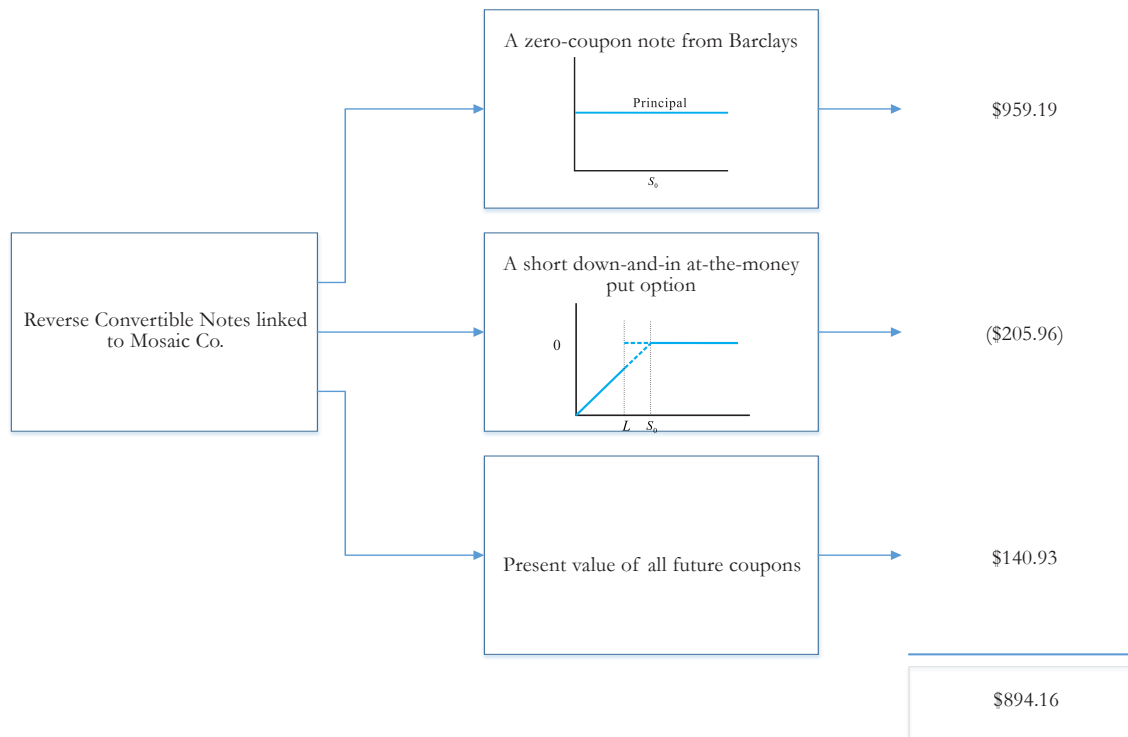 A zero-coupon note from Barclays
Principal
S₀
$959.19
Reverse Convertible Notes linked
to Mosaic Co.
A short down-and-in at-the-money
put option
0
L S₀
($205.96)
Present value of all future coupons
$140.93
$894.16